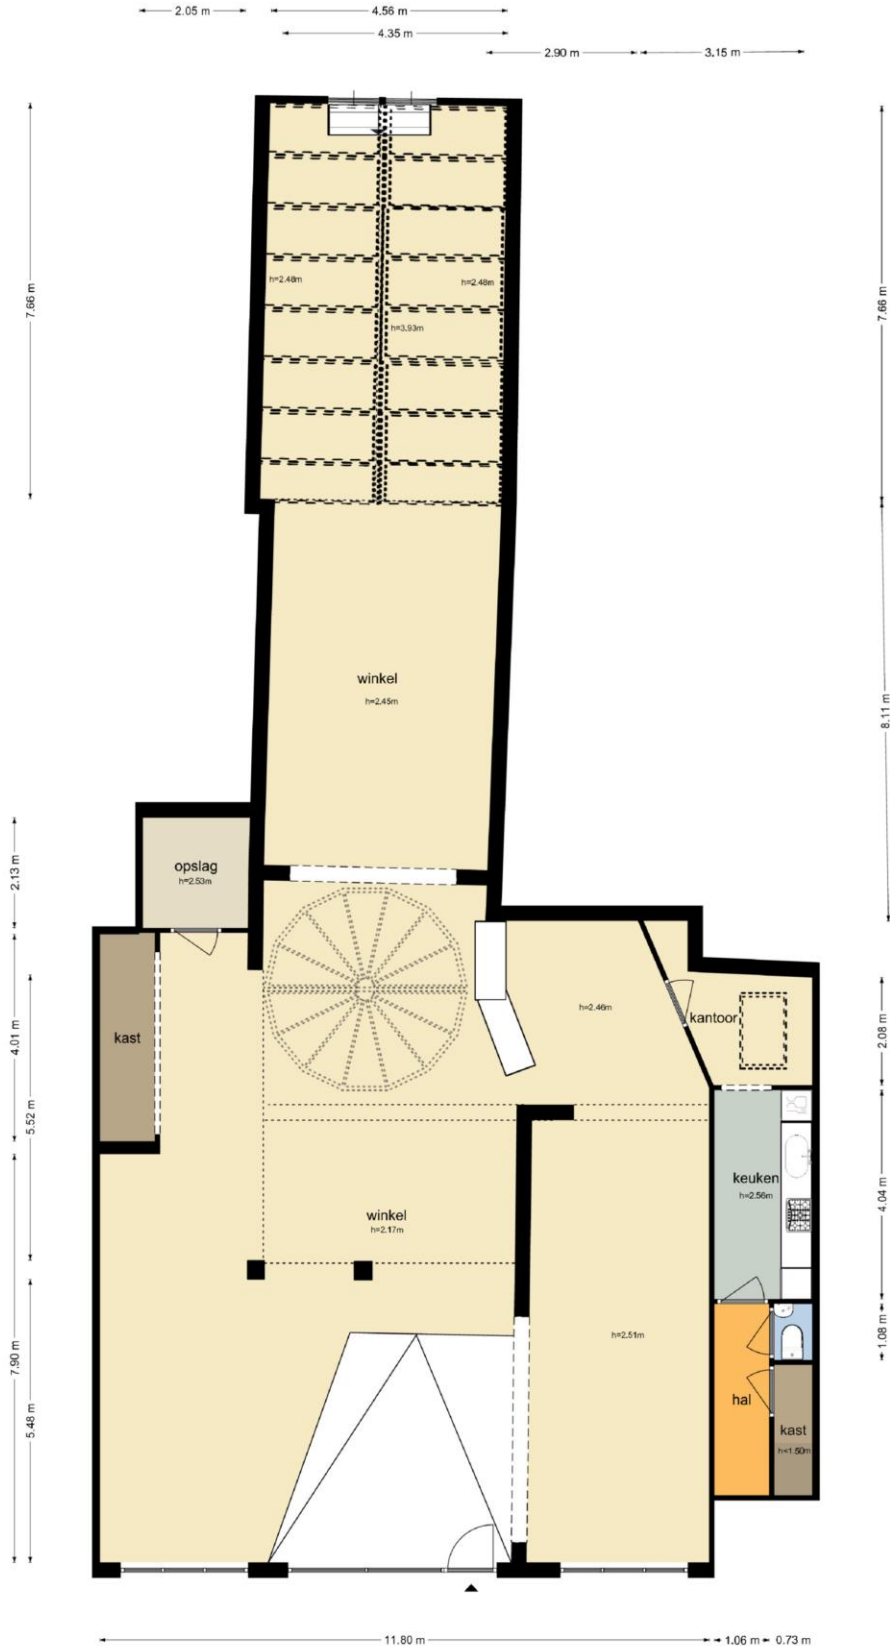 2.05 m
4.56 m
4.35 m
2.90 m
3.15 m
7.66 m
7.66 m
h=2.48m
h=2.48m
h=3.93m
winkel
h=2.45m
8.11 m
2.13 m
opslag
h=2.53m
4.01 m
kast
5.52 m
h=2.46m
kantoor
2.08 m
keuken
h=2.56m
4.04 m
winkel
h=2.17m
7.90 m
5.48 m
h=2.51m
1.08 m
hal
kast
h<1.50m
11.80 m
1.06 m
0.73 m